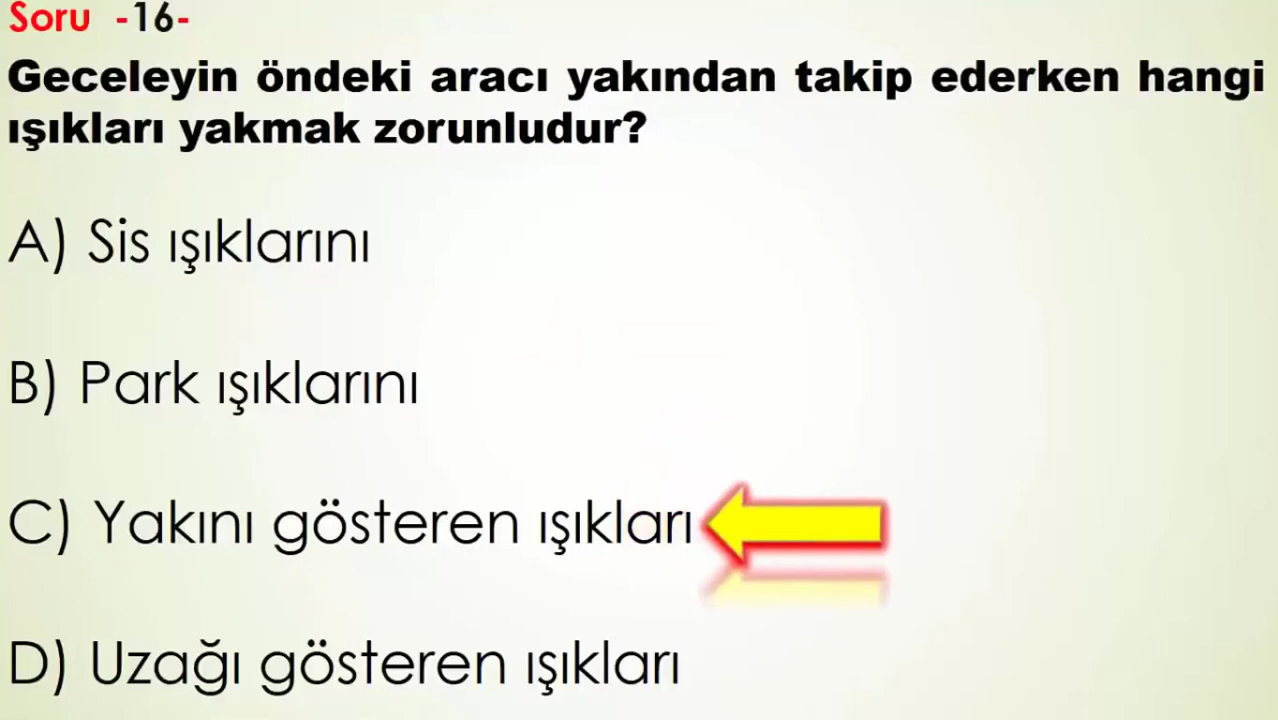 Soru -16-
Geceleyin öndeki aracı yakından takip ederken hangi
ışıkları yakmak zorunludur?
A) Sis ışıklarını
B) Park ışıklarını
C) Yakını gösteren ışıkları
D) Uzağı gösteren ışıkları